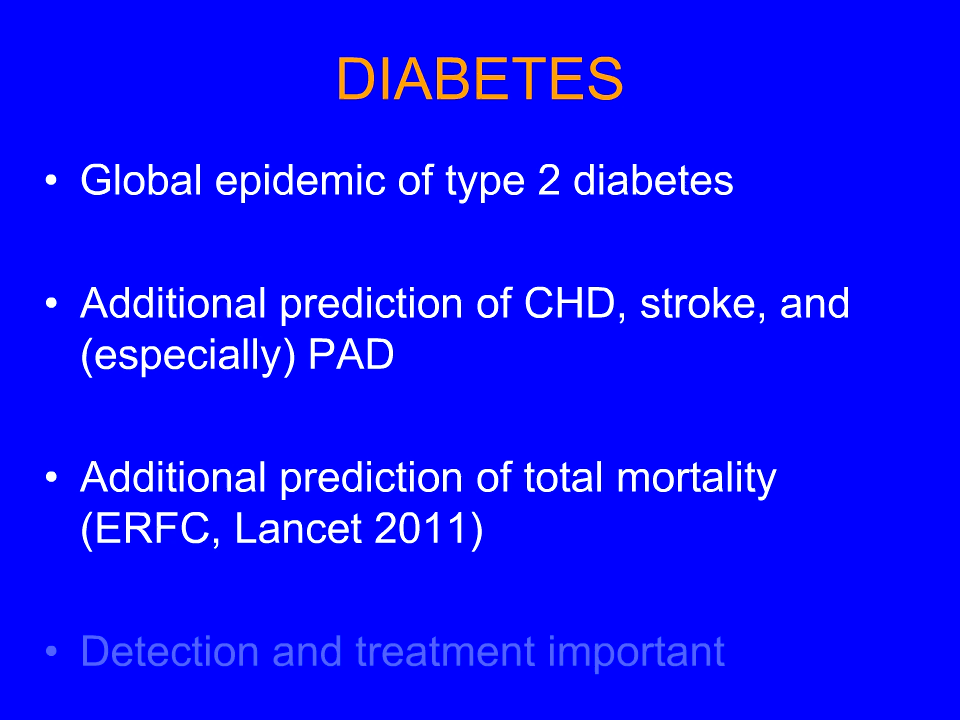 DIABETES
• Global epidemic of type 2 diabetes
• Additional prediction of CHD, stroke, and
(especially) PAD
• Additional prediction of total mortality
(ERFC, Lancet 2011)
• Detection and treatment important